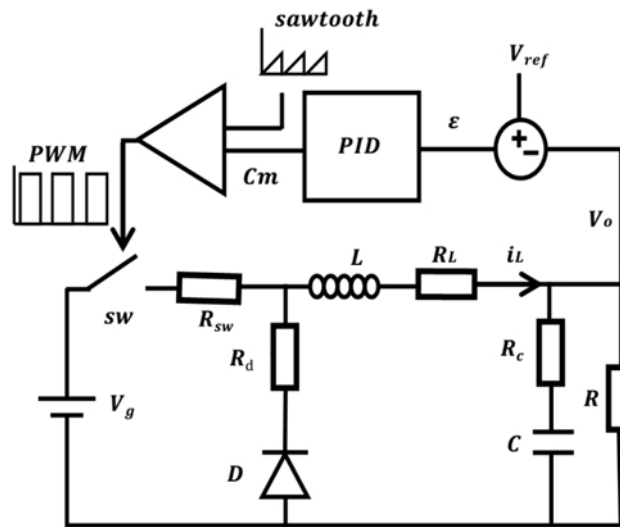 sawtooth
V_ref
PWM
Cm
PID
ε
+
-
V_o
L
R_L
i_L
sw
R_sw
R_d
R_c
R
V_g
D
C